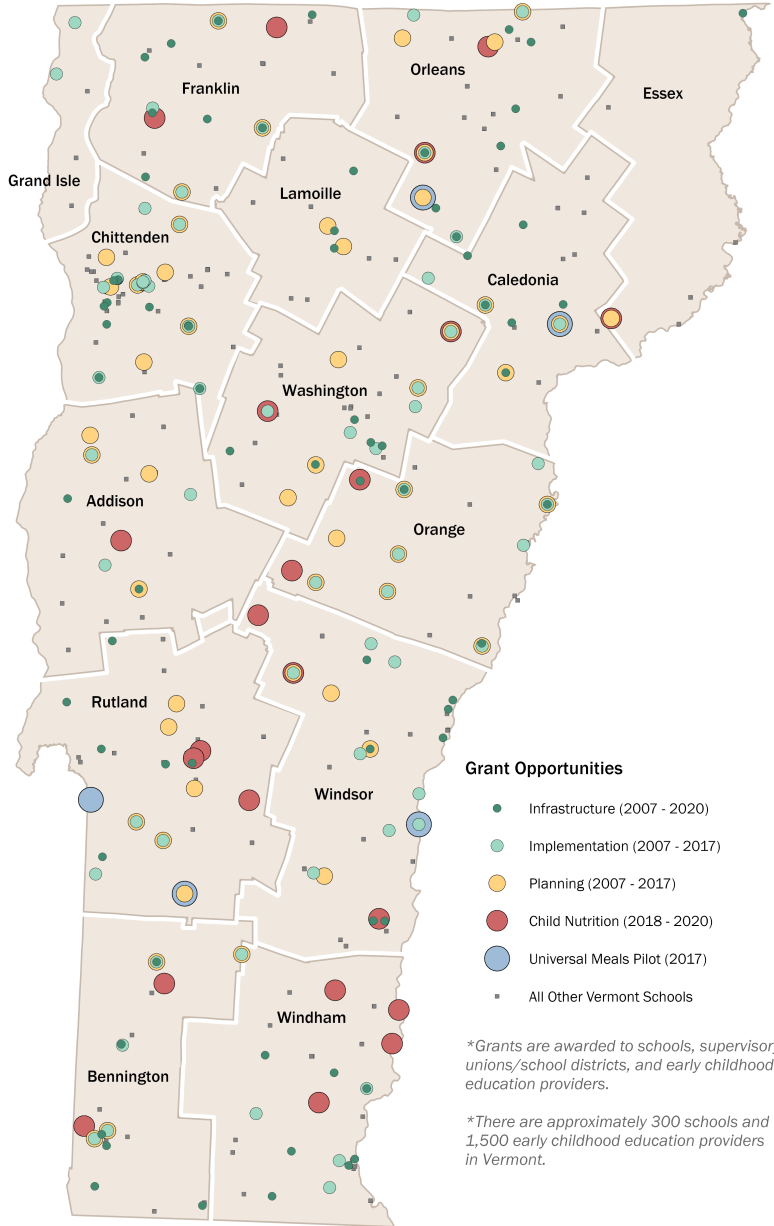 Franklin
Orleans
Essex
Grand Isle
Lamoille
Chittenden
Caledonia
Washington
Addison
Orange
Rutland
Windsor
Windham
Bennington
Grant Opportunities
Infrastructure (2007 - 2020)
Implementation (2007 - 2017)
Planning (2007 - 2017)
Child Nutrition (2018 - 2020)
Universal Meals Pilot (2017)
All Other Vermont Schools
*Grants are awarded to schools, supervisory
unions/school districts, and early childhood
education providers.
*There are approximately 300 schools and
1,500 early childhood education providers
in Vermont.